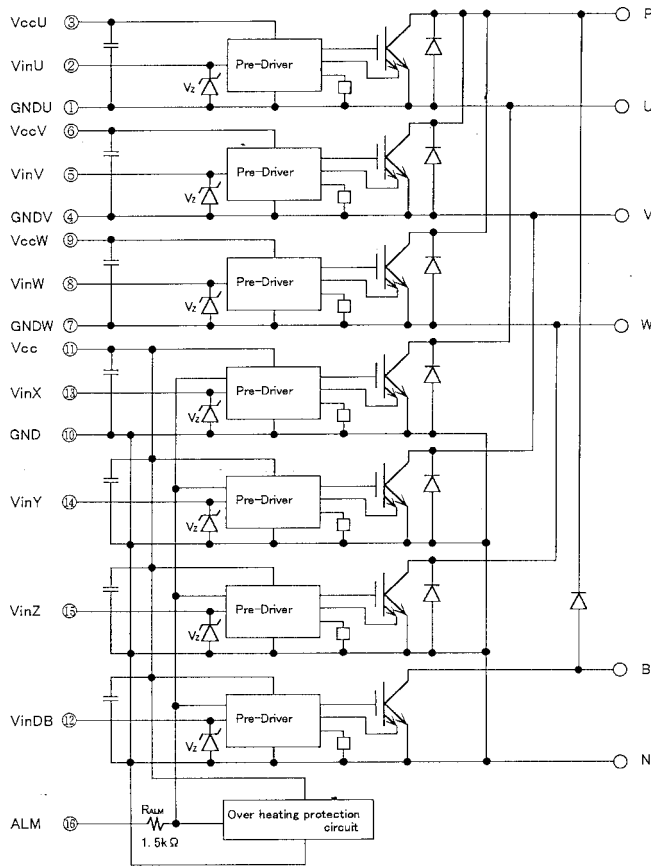 VccU ③
P
VinU ②
Pre-Driver
Vz
GNDU ①
U
VccV ⑥
VinV ⑤
Pre-Driver
Vz
GNDV ④
V
VccW ⑨
VinW ⑧
Pre-Driver
Vz
GNDW ⑦
W
Vcc ⑪
VinX ⑬
Pre-Driver
Vz
GND ⑩
VinY ⑭
Pre-Driver
Vz
VinZ ⑮
Pre-Driver
Vz
B
VinDB ⑫
Pre-Driver
Vz
N
RALM
Over heating protection
circuit
ALM ⑯
1.5kΩ